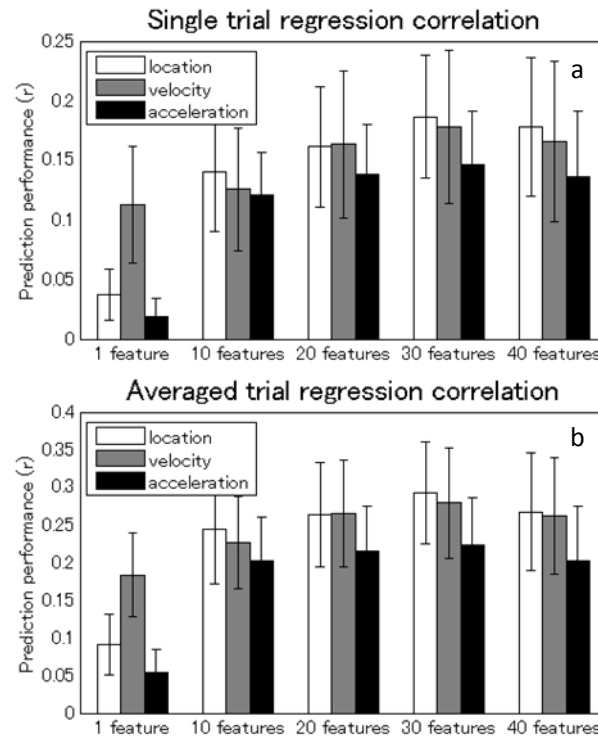 Single trial regression correlation
a
0.25
0.2
0.15
0.1
0.05
0
Prediction performance (r)
location
velocity
acceleration
1 feature 10 features 20 features 30 features 40 features
Averaged trial regression correlation
b
0.4
0.35
0.3
0.25
0.2
0.15
0.1
0.05
0
Prediction performance (r)
location
velocity
acceleration
1 feature 10 features 20 features 30 features 40 features